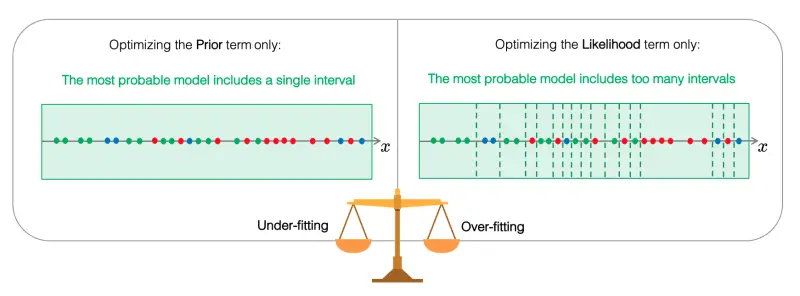 Optimizing the Prior term only:
The most probable model includes a single interval
x
Optimizing the Likelihood term only:
The most probable model includes too many intervals
x
Under-fitting
Over-fitting